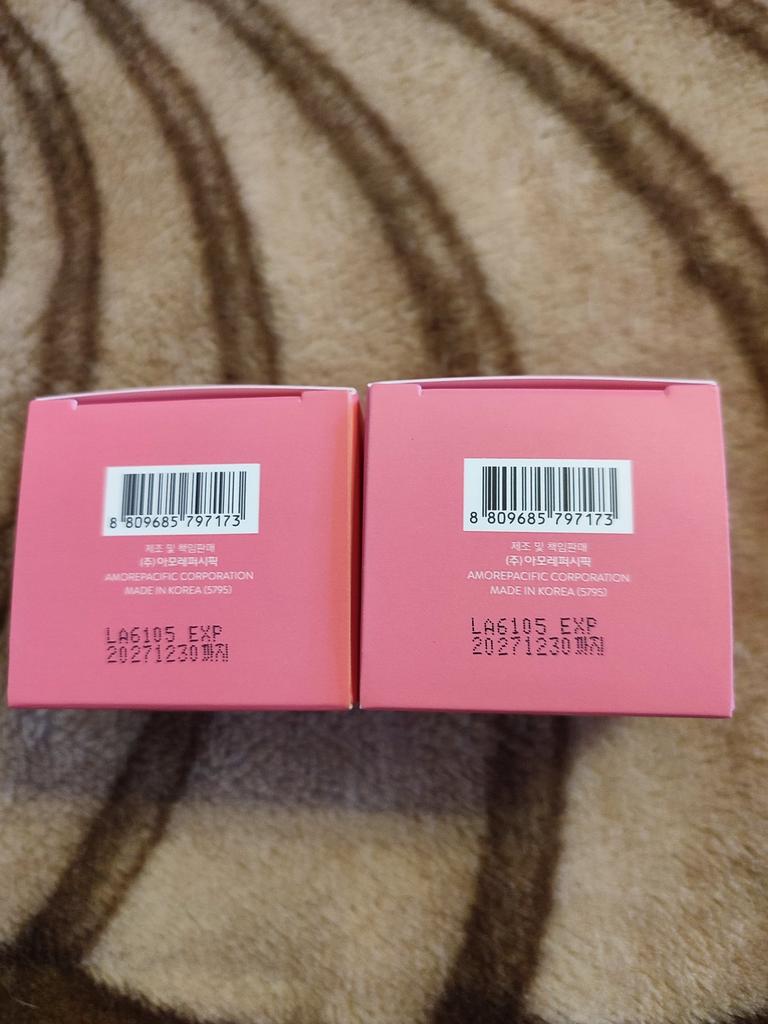 8 809685 797173
제조 및 책임판매
(주)아모레퍼시픽
AMOREPACIFIC CORPORATION
MADE IN KOREA (5795)
LA6105 EXP
20271230까지
8 809685 797173
제조 및 책임판매
(주)아모레퍼시픽
AMOREPACIFIC CORPORATION
MADE IN KOREA (5795)
LA6105 EXP
20271230까지